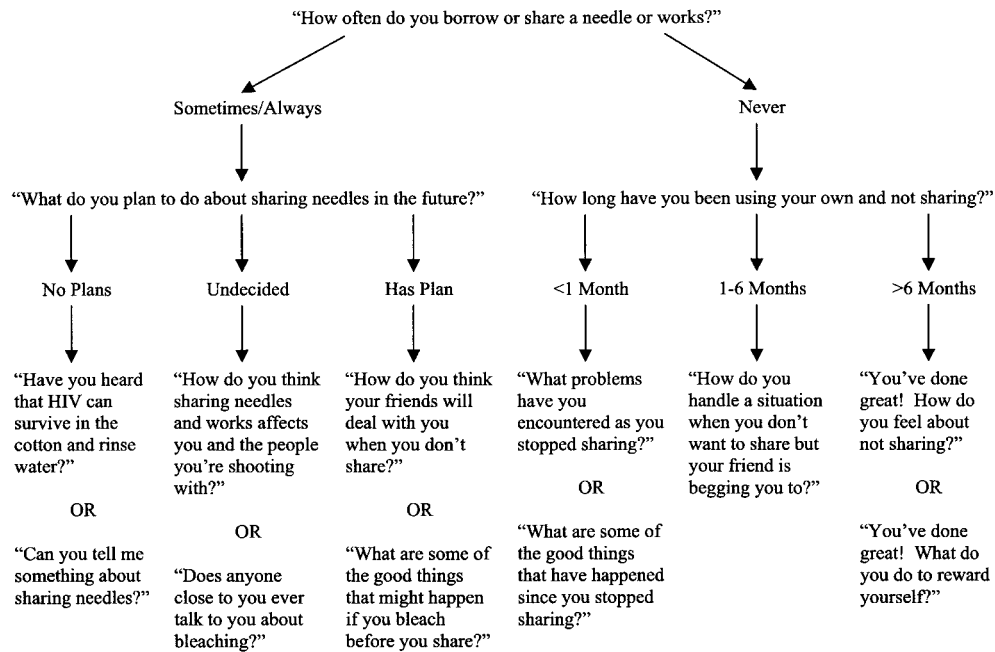 “How often do you borrow or share a needle or works?”
Sometimes/Always
Never
“What do you plan to do about sharing needles in the future?”
“How long have you been using your own and not sharing?”
No Plans
Undecided
Has Plan
<1 Month
1-6 Months
>6 Months
“Have you heard
that HIV can
survive in the
cotton and rinse
water?”
OR
“Can you tell me
something about
sharing needles?”
“How do you think
sharing needles
and works affects
you and the people
you’re shooting
with?”
OR
“Does anyone
close to you ever
talk to you about
bleaching?”
“How do you think
your friends will
deal with you
when you don’t
share?”
OR
“What are some of
the good things
that might happen
if you bleach
before you share?”
“What problems
have you
encountered as you
stopped sharing?”
OR
“What are some of
the good things
that have happened
since you stopped
sharing?”
“How do you
handle a situation
when you don’t
want to share but
your friend is
begging you to?”
“You’ve done
great!  How do
you feel about
not sharing?”
OR
“You’ve done
great!  What do
you do to reward
yourself?”